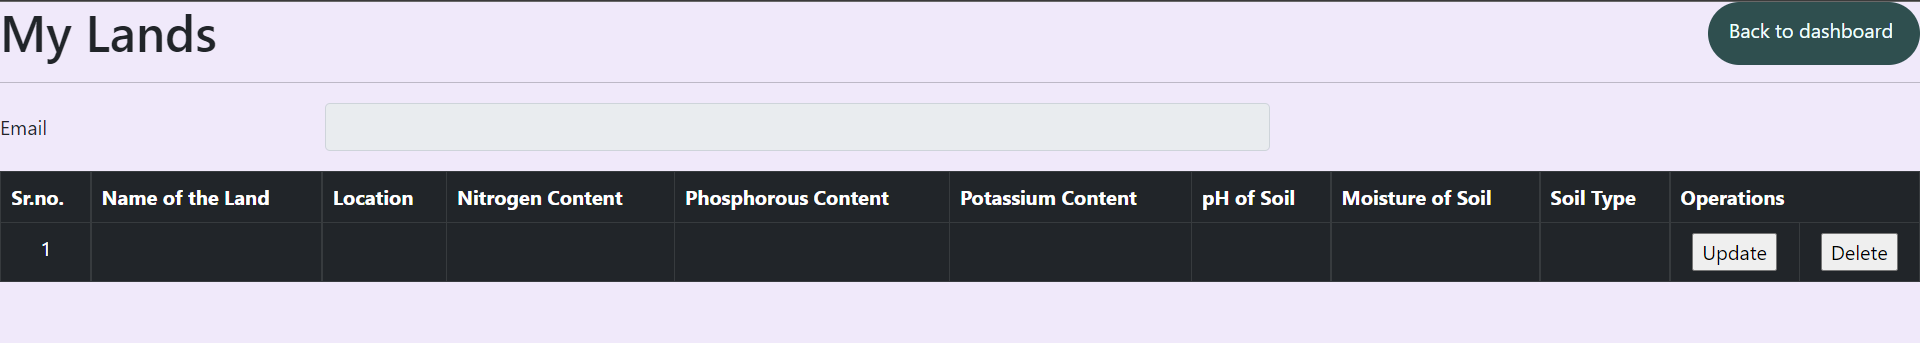 My Lands
Back to dashboard
Email
Sr.no. Name of the Land Location Nitrogen Content Phosphorous Content Potassium Content pH of Soil Moisture of Soil Soil Type Operations
1 Update Delete